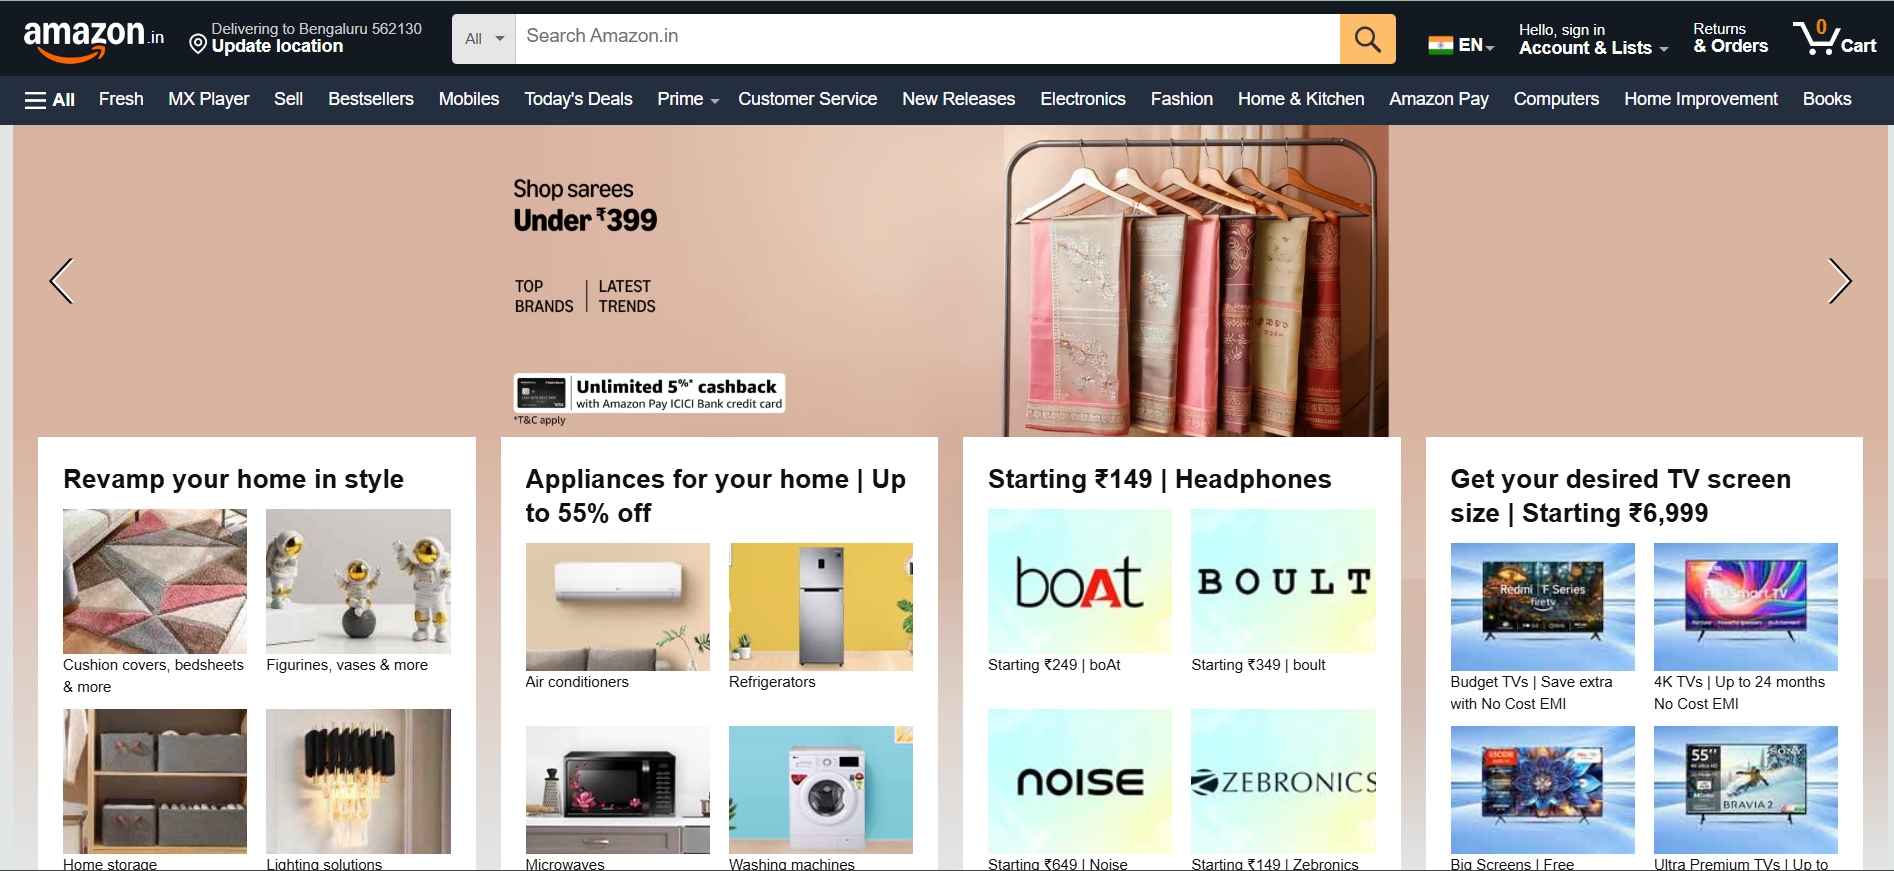 amazon.in
Delivering to Bengaluru 562130
Update location
All
Search Amazon.in
EN
Hello, sign in
Account & Lists
Returns
& Orders
0
Cart
All
Fresh
MX Player
Sell
Bestsellers
Mobiles
Today's Deals
Prime
Customer Service
New Releases
Electronics
Fashion
Home & Kitchen
Amazon Pay
Computers
Home Improvement
Books
Shop sarees
Under ₹399
TOP BRANDS
LATEST TRENDS
Unlimited 5%* cashback
with Amazon Pay ICICI Bank credit card
*T&C apply
Revamp your home in style
Cushion covers, bedsheets
& more
Figurines, vases & more
Home storage
Lighting solutions
Appliances for your home | Up
to 55% off
Air conditioners
Refrigerators
Microwaves
Washing machines
Starting ₹149 | Headphones
boAt
BOULT
Starting ₹249 | boAt
Starting ₹349 | boult
noise
ZEBRONICS
Starting ₹649 | Noise
Starting ₹149 | Zebronics
Get your desired TV screen
size | Starting ₹6,999
Redmi | F Series
firetv
smart TV
Budget TVs | Save extra
with No Cost EMI
4K TVs | Up to 24 months
No Cost EMI
55"
SONY
BRAVIA 2
Big Screens | Free
Ultra Premium TVs | Up to